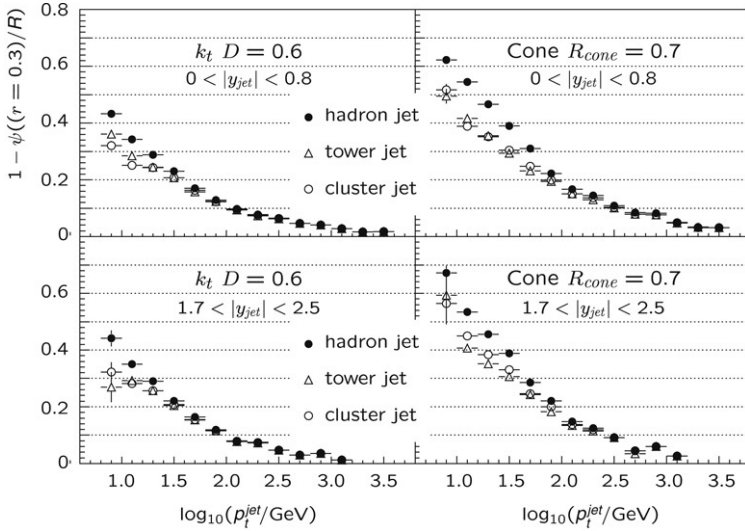 1 − ψ((r = 0.3)/R)
0.8
0.6
0.4
0.2
0
k_t D = 0.6
0 < |y_jet| < 0.8
hadron jet
tower jet
cluster jet
Cone R_cone = 0.7
0 < |y_jet| < 0.8
0.6
0.4
0.2
0
k_t D = 0.6
1.7 < |y_jet| < 2.5
hadron jet
tower jet
cluster jet
Cone R_cone = 0.7
1.7 < |y_jet| < 2.5
1.0 1.5 2.0 2.5 3.0 3.5
1.0 1.5 2.0 2.5 3.0 3.5
log₁₀(p_t^jet/GeV)
log₁₀(p_t^jet/GeV)